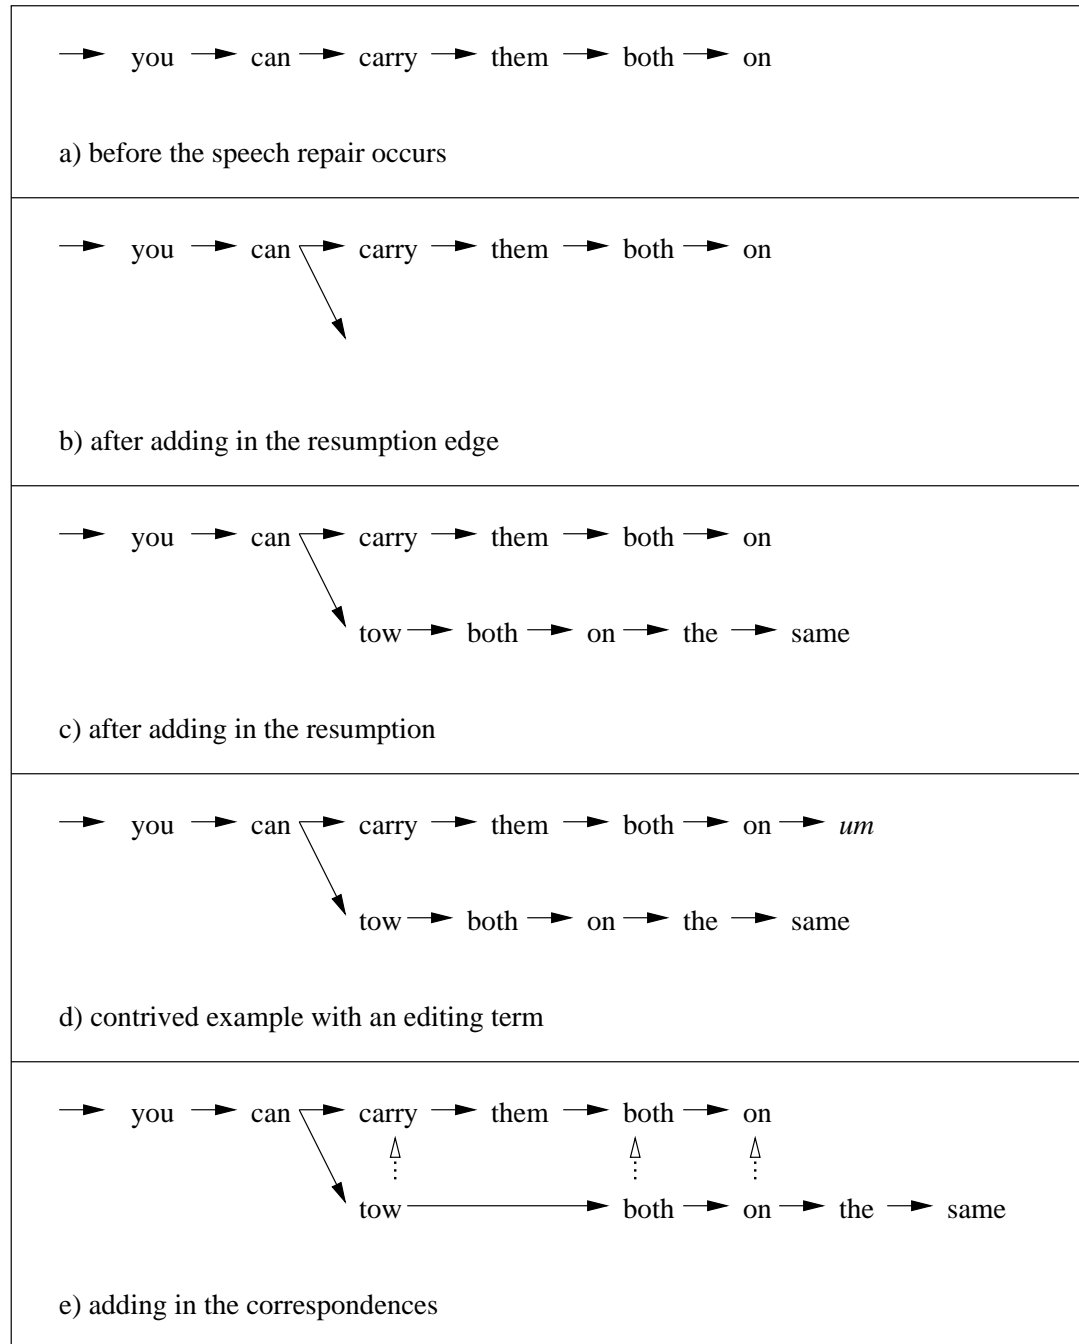 you can carry them both on
a) before the speech repair occurs
you can carry them both on
b) after adding in the resumption edge
you can carry them both on
tow both on the same
c) after adding in the resumption
you can carry them both on um
tow both on the same
d) contrived example with an editing term
you can carry them both on
tow both on the same
e) adding in the correspondences